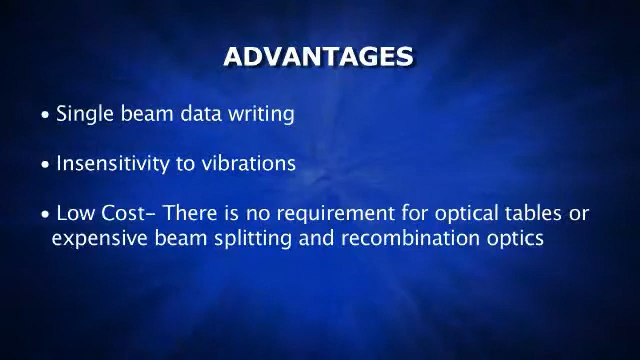 ADVANTAGES
• Single beam data writing
• Insensitivity to vibrations
• Low Cost- There is no requirement for optical tables or
expensive beam splitting and recombination optics